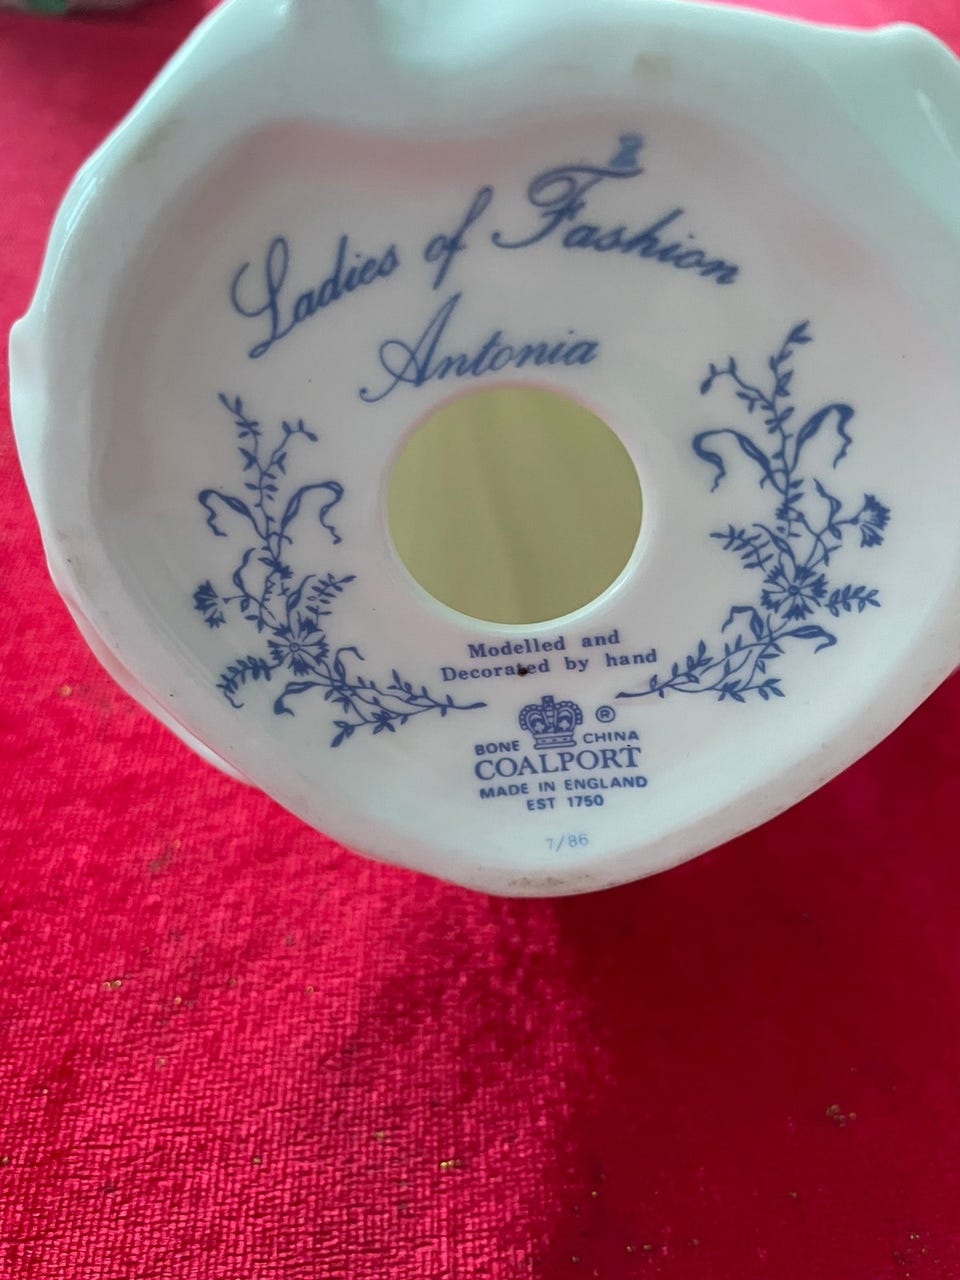 Ladies of Fashion
Antonia
Modelled and
Decorated by hand
®
BONE CHINA
COALPORT
MADE IN ENGLAND
EST 1750
7/86